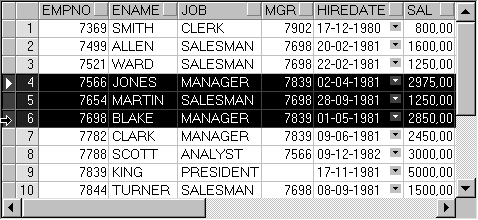 EMPNO ENAME JOB MGR HIREDATE SAL
1 7369 SMITH CLERK 7902 17-12-1980 800,00
2 7499 ALLEN SALESMAN 7698 20-02-1981 1600,00
3 7521 WARD SALESMAN 7698 22-02-1981 1250,00
4 7566 JONES MANAGER 7839 02-04-1981 2975,00
5 7654 MARTIN SALESMAN 7698 28-09-1981 1250,00
6 7698 BLAKE MANAGER 7839 01-05-1981 2850,00
7 7782 CLARK MANAGER 7839 09-06-1981 2450,00
8 7788 SCOTT ANALYST 7566 09-12-1982 3000,00
9 7839 KING PRESIDENT 17-11-1981 5000,00
10 7844 TURNER SALESMAN 7698 08-09-1981 1500,00